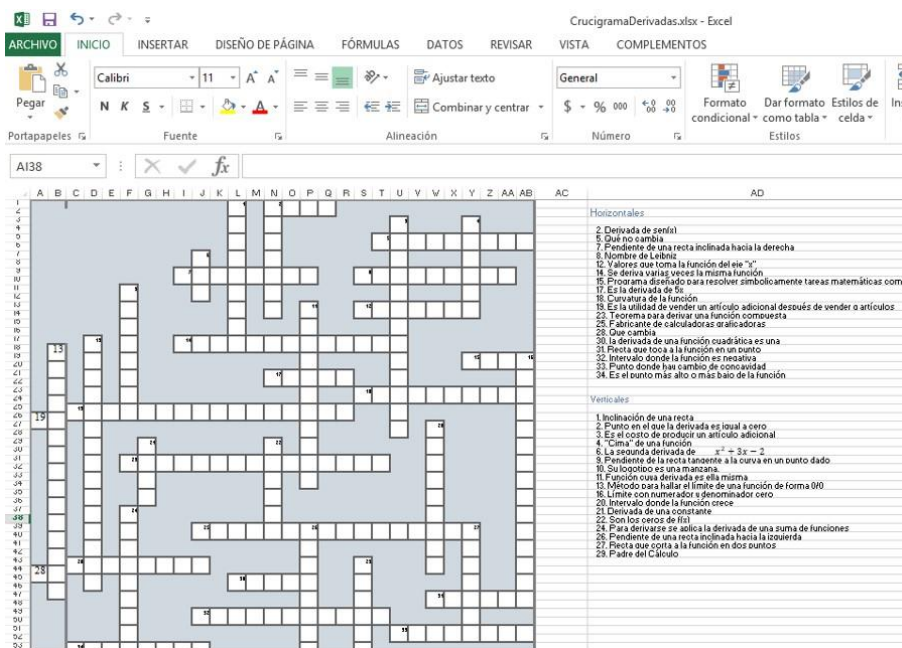 CrucigramaDerivadas.xlsx - Excel
ARCHIVO INICIO INSERTAR DISEÑO DE PÁGINA FÓRMULAS DATOS REVISAR VISTA COMPLEMENTOS
Calibri 11 A A Ajustar texto General
Pegar N K S A Combinar y centrar $ % 000 Formato condicional Dar formato como tabla Estilos de celda
Portapapeles Fuente Alineación Número Estilos
AI38 fx
A B C D E F G H I J K L M N O P Q R S T U V W X Y Z AA AB AC AD
Horizontales
2. Derivada de sen(x)
5. Qué no cambia
7. Pendiente de una recta inclinada hacia la derecha
8. Nombre de Leibniz
12. Valores que toma la función del eje "x"
14. Se deriva varias veces la misma función
15. Programa diseñado para resolver simbolicamente tareas matemáticas com
17. Es la derivada de 5x
18. Curvatura de la función
19. Es la utilidad de vender un artículo adicional después de vender q artículos
23. Teorema para derivar una función compuesta
25. Fabricante de calculadoras graficadoras
28. Que cambia
30. la derivada de una función cuadrática es una
31. Recta que toca a la función en un punto
32. Intervalo donde la función es negativa
33. Punto donde hay cambio de concavidad
34. Es el punto más alto o más bajo de la función
Verticales
1. Inclinación de una recta
2. Punto en el que la derivada es igual a cero
3. Es el costo de producir un artículo adicional
4. "Cima" de una función
6. La segunda derivada de x² + 3x − 2
9. Pendiente de la recta tangente a la curva en un punto dado
10. Su logotipo es una manzana.
11. Función cuya derivada es ella misma
13. Método para hallar el límite de una función de forma 0/0
16. Límite con numerador y denominador cero
20. Intervalo donde la función crece
21. Derivada de una constante
22. Son los ceros de f(x)
24. Para derivarse se aplica la derivada de una suma de funciones
26. Pendiente de una recta inclinada hacia la izquierda
27. Recta que corta a la función en dos puntos
29. Padre del Cálculo
13
19
28